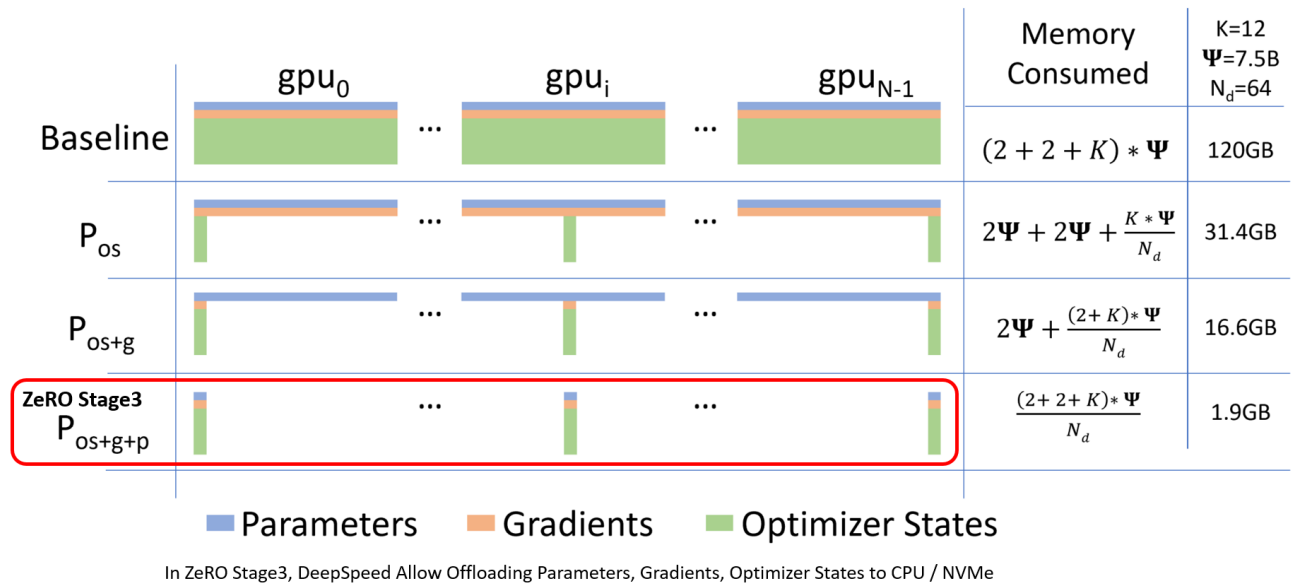 gpu0 gpui gpuN-1 Memory Consumed K=12 Ψ=7.5B Nd=64
Baseline ... ... (2 + 2 + K) ∗ Ψ 120GB
Pos ... ... 2Ψ + 2Ψ + K ∗ Ψ / Nd 31.4GB
Pos+g ... ... 2Ψ + (2+ K)∗ Ψ / Nd 16.6GB
ZeRO Stage3
Pos+g+p ... ... (2+ 2+ K)∗ Ψ / Nd 1.9GB
Parameters Gradients Optimizer States
In ZeRO Stage3, DeepSpeed Allow Offloading Parameters, Gradients, Optimizer States to CPU / NVMe